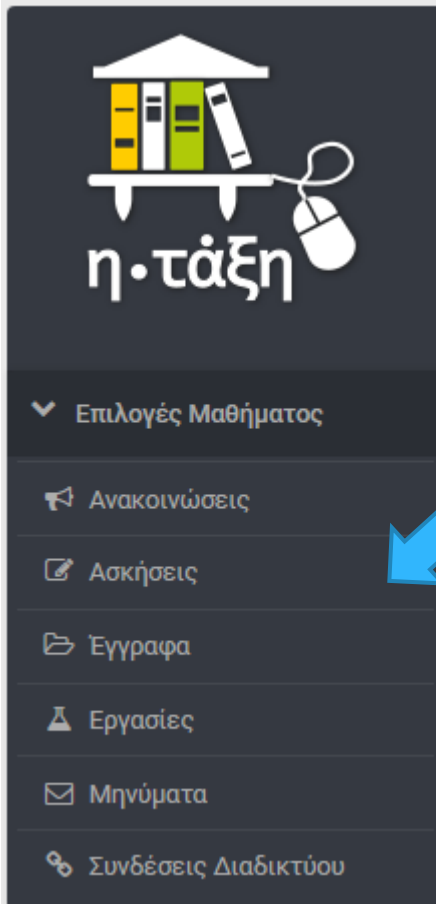 η•τάξη
Επιλογές Μαθήματος
Ανακοινώσεις
Ασκήσεις
Έγγραφα
Εργασίες
Μηνύματα
Συνδέσεις Διαδικτύου